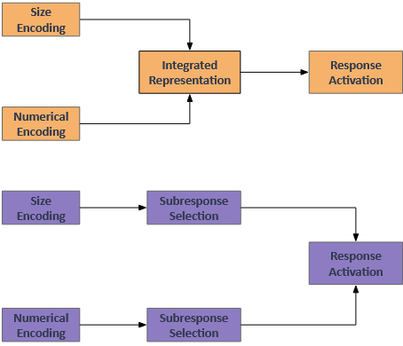 Size
Encoding
Integrated
Representation
Response
Activation
Numerical
Encoding
Size
Encoding
Subresponse
Selection
Response
Activation
Numerical
Encoding
Subresponse
Selection